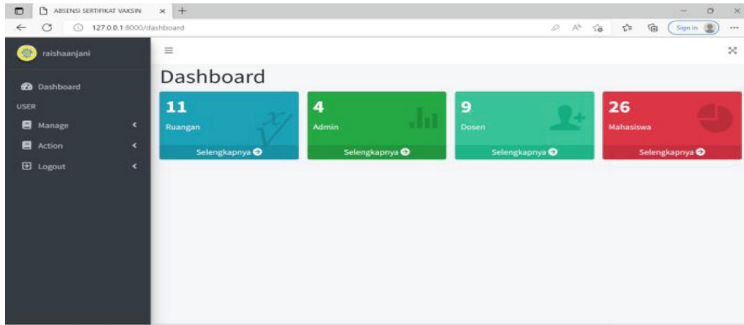 ABSENSI SERTIFIKAT VAKSIN
127.0.0.1:8000/dashboard
Sign in
raishaanjani
Dashboard
USER
Manage
Action
Logout
Dashboard
11
Ruangan
Selengkapnya
4
Admin
Selengkapnya
9
Dosen
Selengkapnya
26
Mahasiswa
Selengkapnya